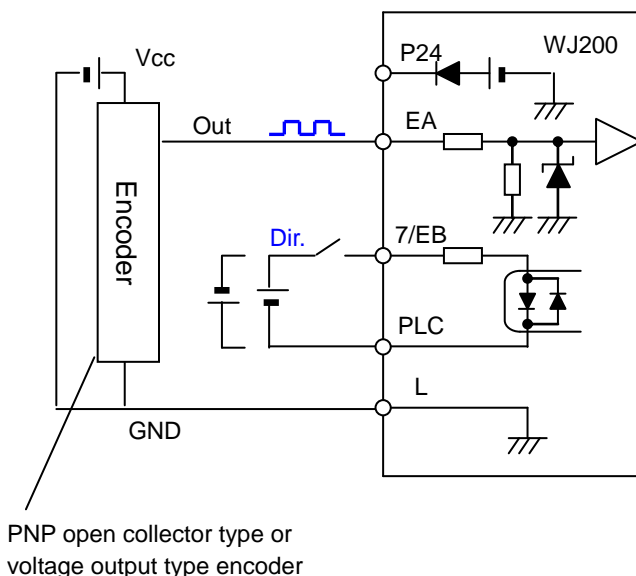 Vcc
P24
WJ200
Out
EA
Encoder
Dir.
7/EB
PLC
L
GND
PNP open collector type or
voltage output type encoder